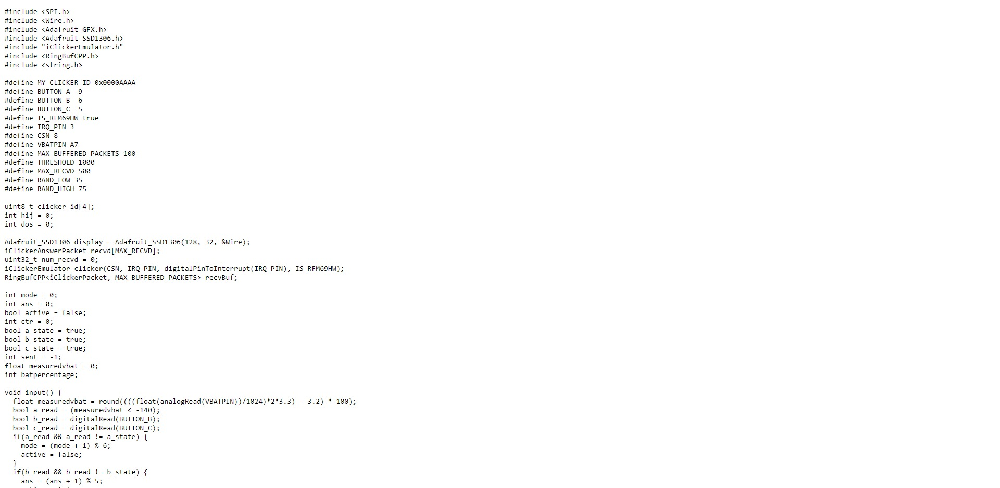 #include <SPI.h>
#include <Wire.h>
#include <Adafruit_GFX.h>
#include <Adafruit_SSD1306.h>
#include "iClickerEmulator.h"
#include <RingBufCPP.h>
#include <string.h>
#define MY_CLICKER_ID 0x0000AAAA
#define BUTTON_A  9
#define BUTTON_B  6
#define BUTTON_C  5
#define IS_RFM69HW true
#define IRQ_PIN 3
#define CSN 8
#define VBATPIN A7
#define MAX_BUFFERED_PACKETS 100
#define THRESHOLD 1000
#define MAX_RECVD 500
#define RAND_LOW 35
#define RAND_HIGH 75
uint8_t clicker_id[4];
int hij = 0;
int dos = 0;
Adafruit_SSD1306 display = Adafruit_SSD1306(128, 32, &Wire);
iClickerAnswerPacket recvd[MAX_RECVD];
uint32_t num_recvd = 0;
iClickerEmulator clicker(CSN, IRQ_PIN, digitalPinToInterrupt(IRQ_PIN), IS_RFM69HW);
RingBufCPP<iClickerPacket, MAX_BUFFERED_PACKETS> recvBuf;
int mode = 0;
int ans = 0;
bool active = false;
int ctr = 0;
bool a_state = true;
bool b_state = true;
bool c_state = true;
int sent = -1;
float measuredvbat = 0;
int batpercentage;
void input() {
  float measuredvbat = round((((float(analogRead(VBATPIN))/1024)*2*3.3) - 3.2) * 100);
  bool a_read = (measuredvbat < -140);
  bool b_read = digitalRead(BUTTON_B);
  bool c_read = digitalRead(BUTTON_C);
  if(a_read && a_read != a_state) {
    mode = (mode + 1) % 6;
    active = false;
  }
  if(b_read && b_read != b_state) {
    ans = (ans + 1) % 5;